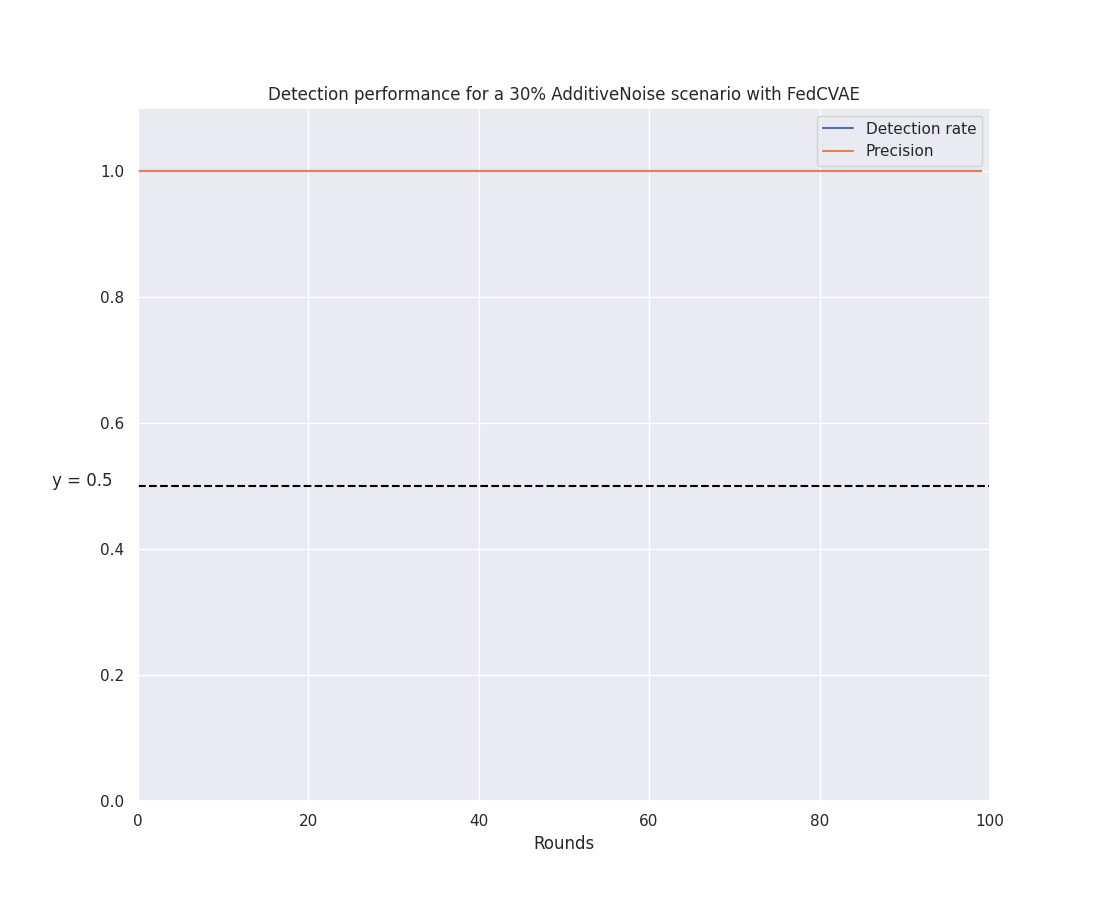 Detection performance for a 30% AdditiveNoise scenario with FedCVAE
Detection rate
Precision
1.0
0.8
0.6
y = 0.5
0.4
0.2
0.0
0 20 40 60 80 100
Rounds